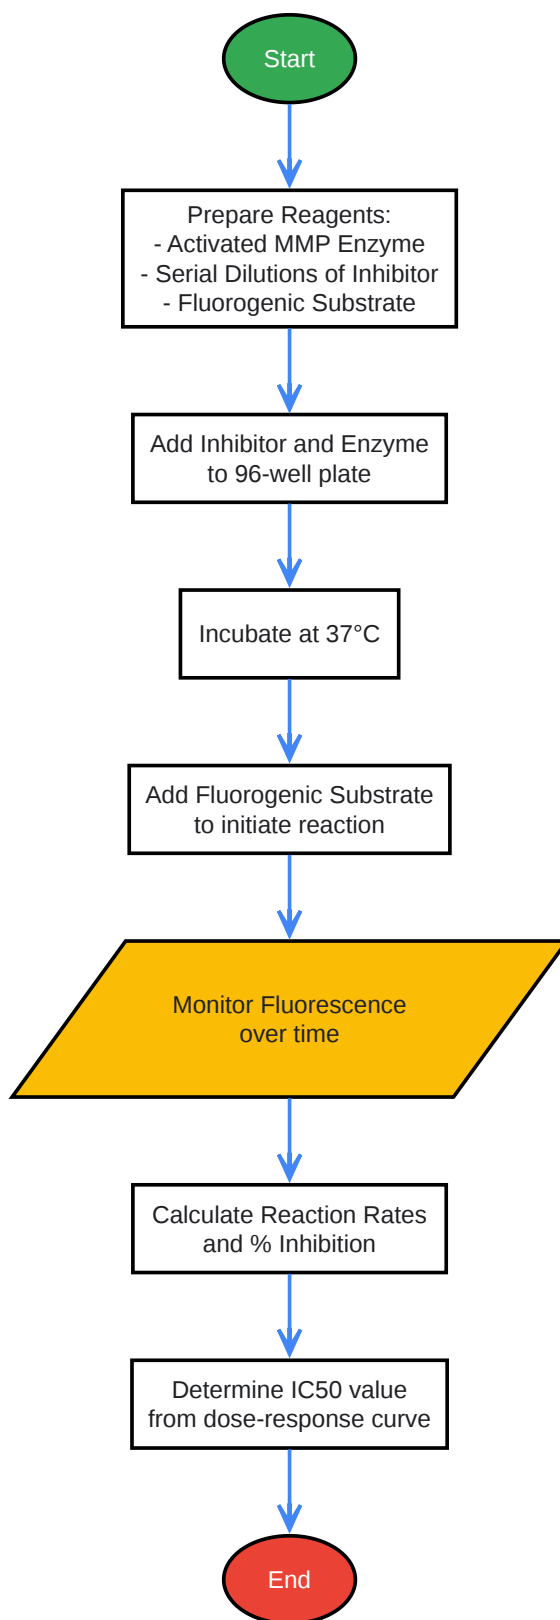 Start
Prepare Reagents:
- Activated MMP Enzyme
- Serial Dilutions of Inhibitor
- Fluorogenic Substrate
Add Inhibitor and Enzyme
to 96-well plate
Incubate at 37°C
Add Fluorogenic Substrate
to initiate reaction
Monitor Fluorescence
over time
Calculate Reaction Rates
and % Inhibition
Determine IC50 value
from dose-response curve
End